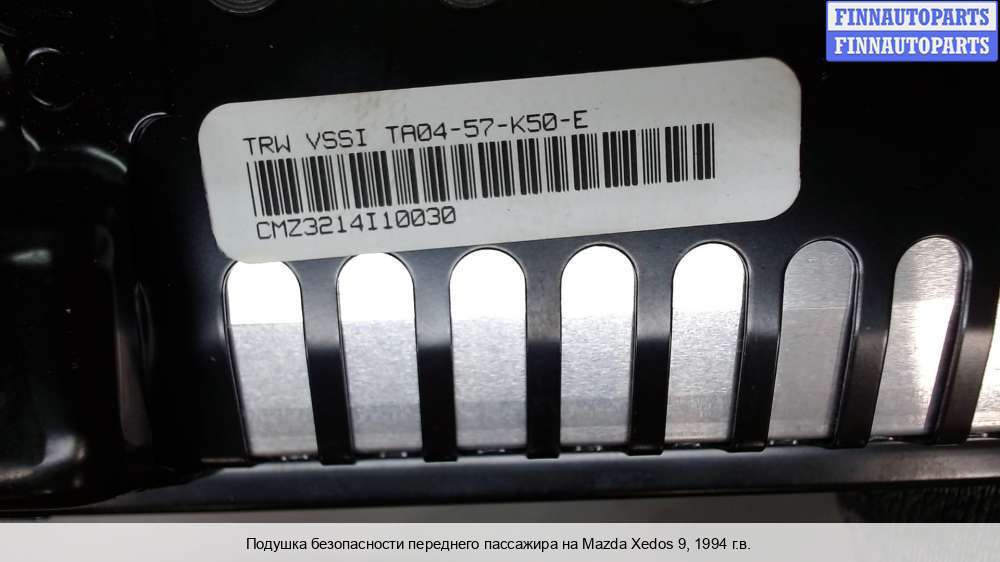 FINNAUTOPARTS
FINNAUTOPARTS
TRW VSSI TA04-57-K50-E
CMZ3214I10030
Подушка безопасности переднего пассажира на Mazda Xedos 9, 1994 г.в.